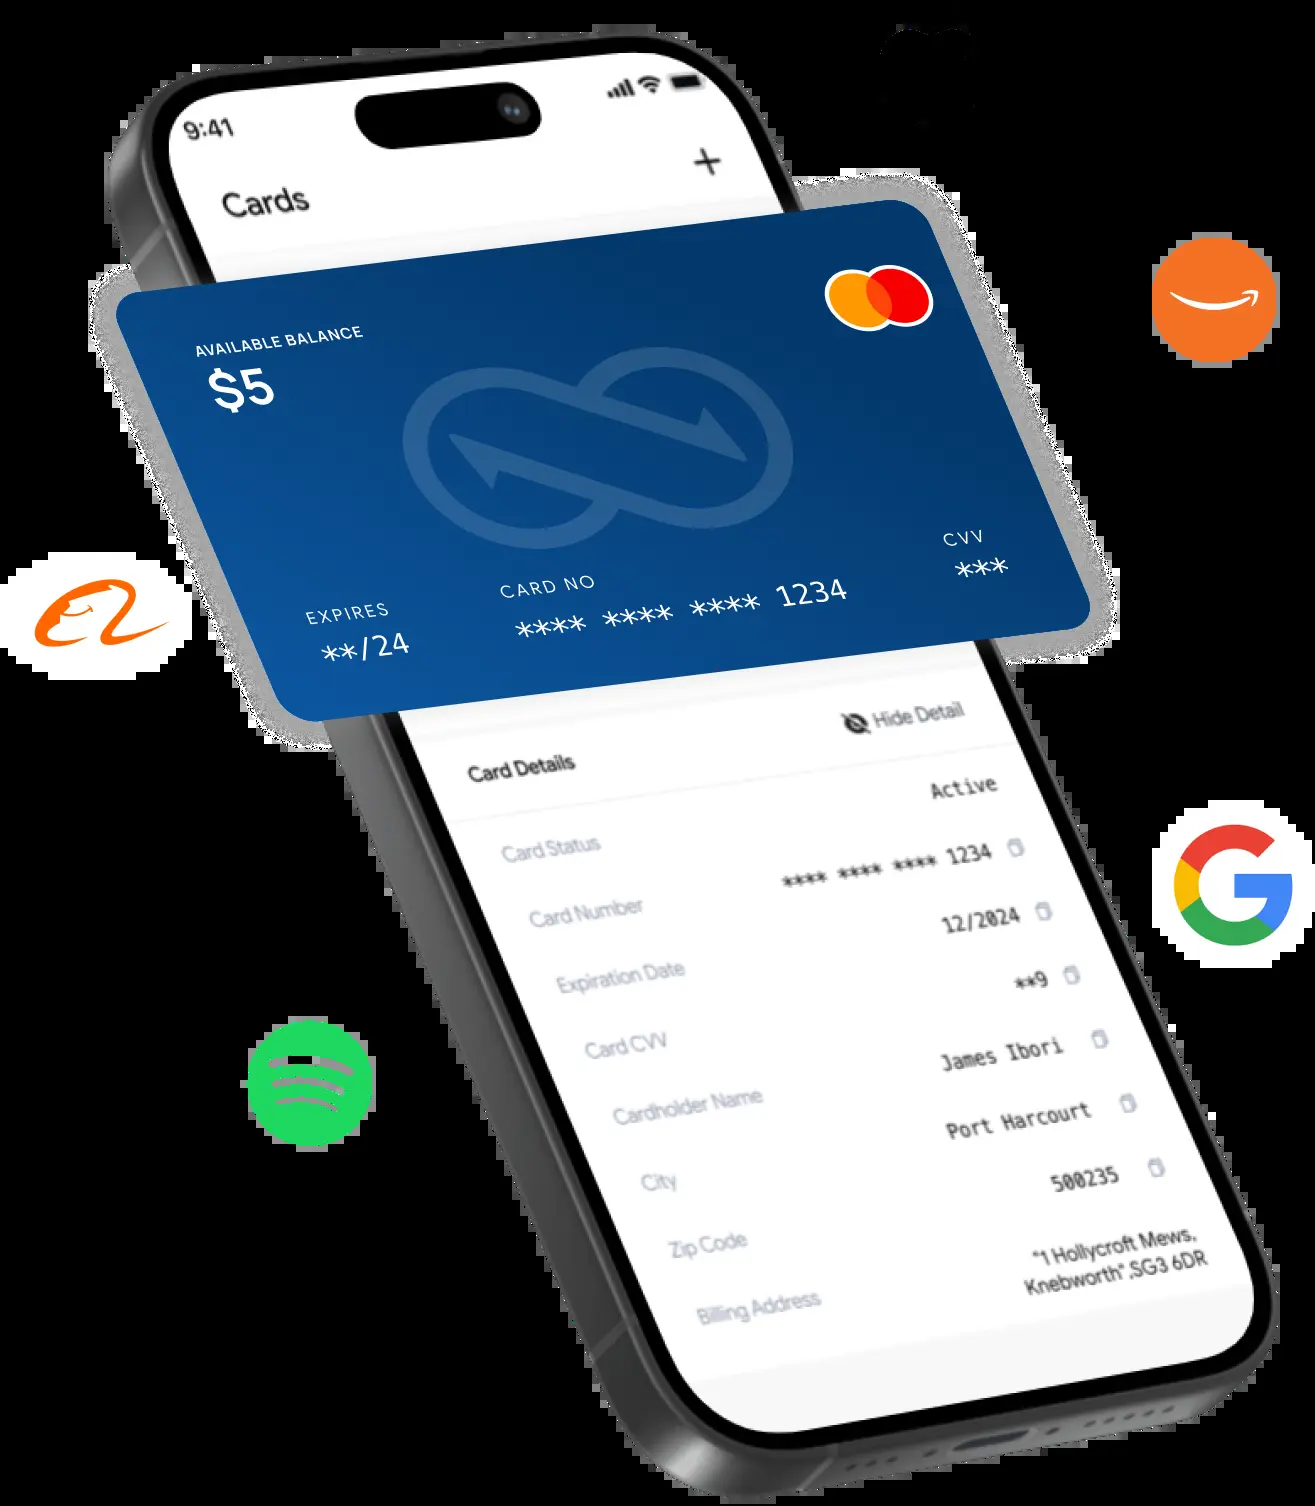 9:41
Cards
AVAILABLE BALANCE
$5
EXPIRES
**/24
CARD NO
**** **** **** 1234
CVV
***
Hide Detail
Card Details
Card Status
Active
Card Number
**** **** **** 1234
Expiration Date
12/2024
Card CVV
**9
Cardholder Name
James Ibori
City
Port Harcourt
Zip Code
500235
Billing Address
"1 Hollycroft Mews,
Knebworth",SG3 6DR